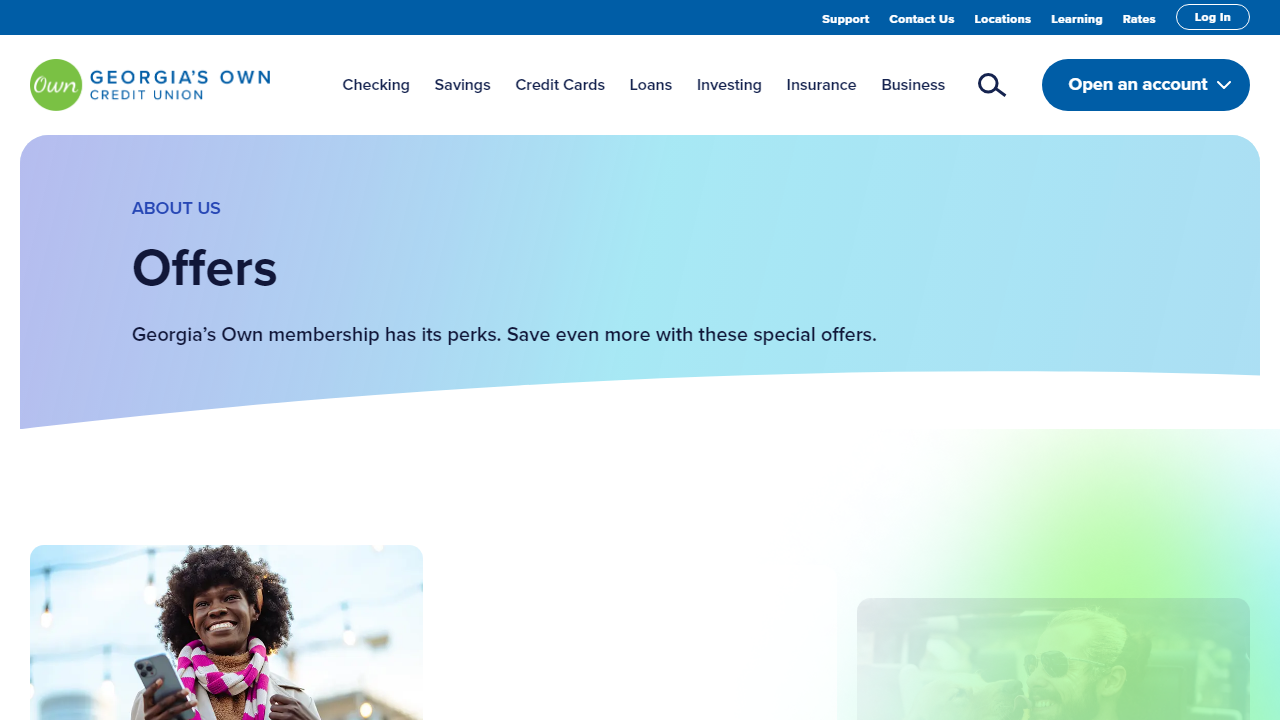 Support Contact Us Locations Learning Rates Log In
Own GEORGIA'S OWN
CREDIT UNION
Checking Savings Credit Cards Loans Investing Insurance Business Open an account
ABOUT US
Offers
Georgia’s Own membership has its perks. Save even more with these special offers.